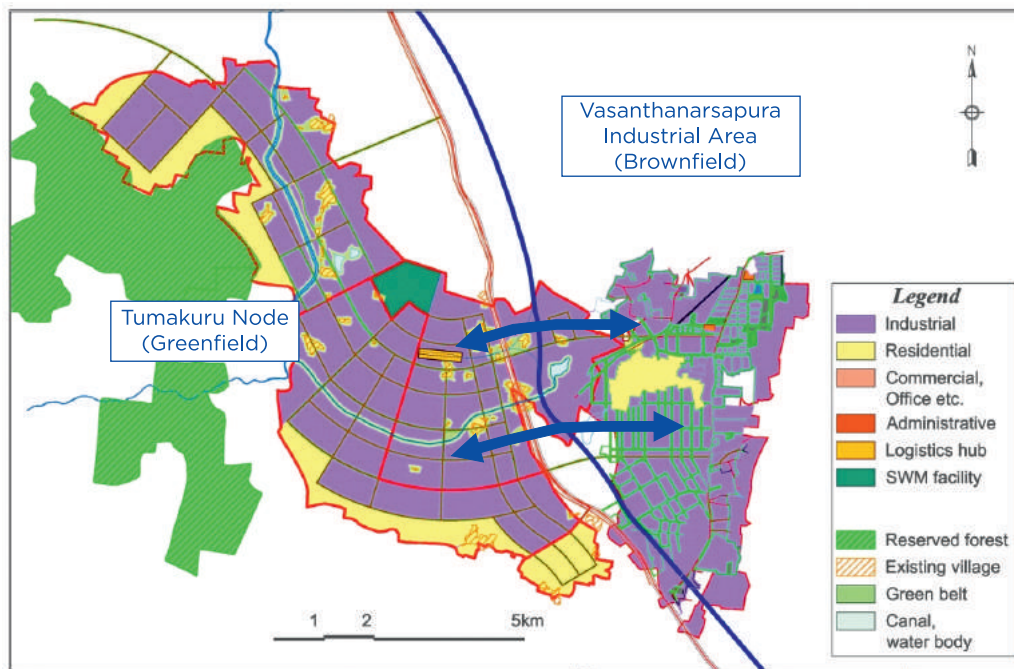 N
Vasanthanarsapura
Industrial Area
(Brownfield)
Tumakuru Node
(Greenfield)
Legend
Industrial
Residential
Commercial,
Office etc.
Administrative
Logistics hub
SWM facility
Reserved forest
Existing village
Green belt
Canal,
water body
1 2 5km